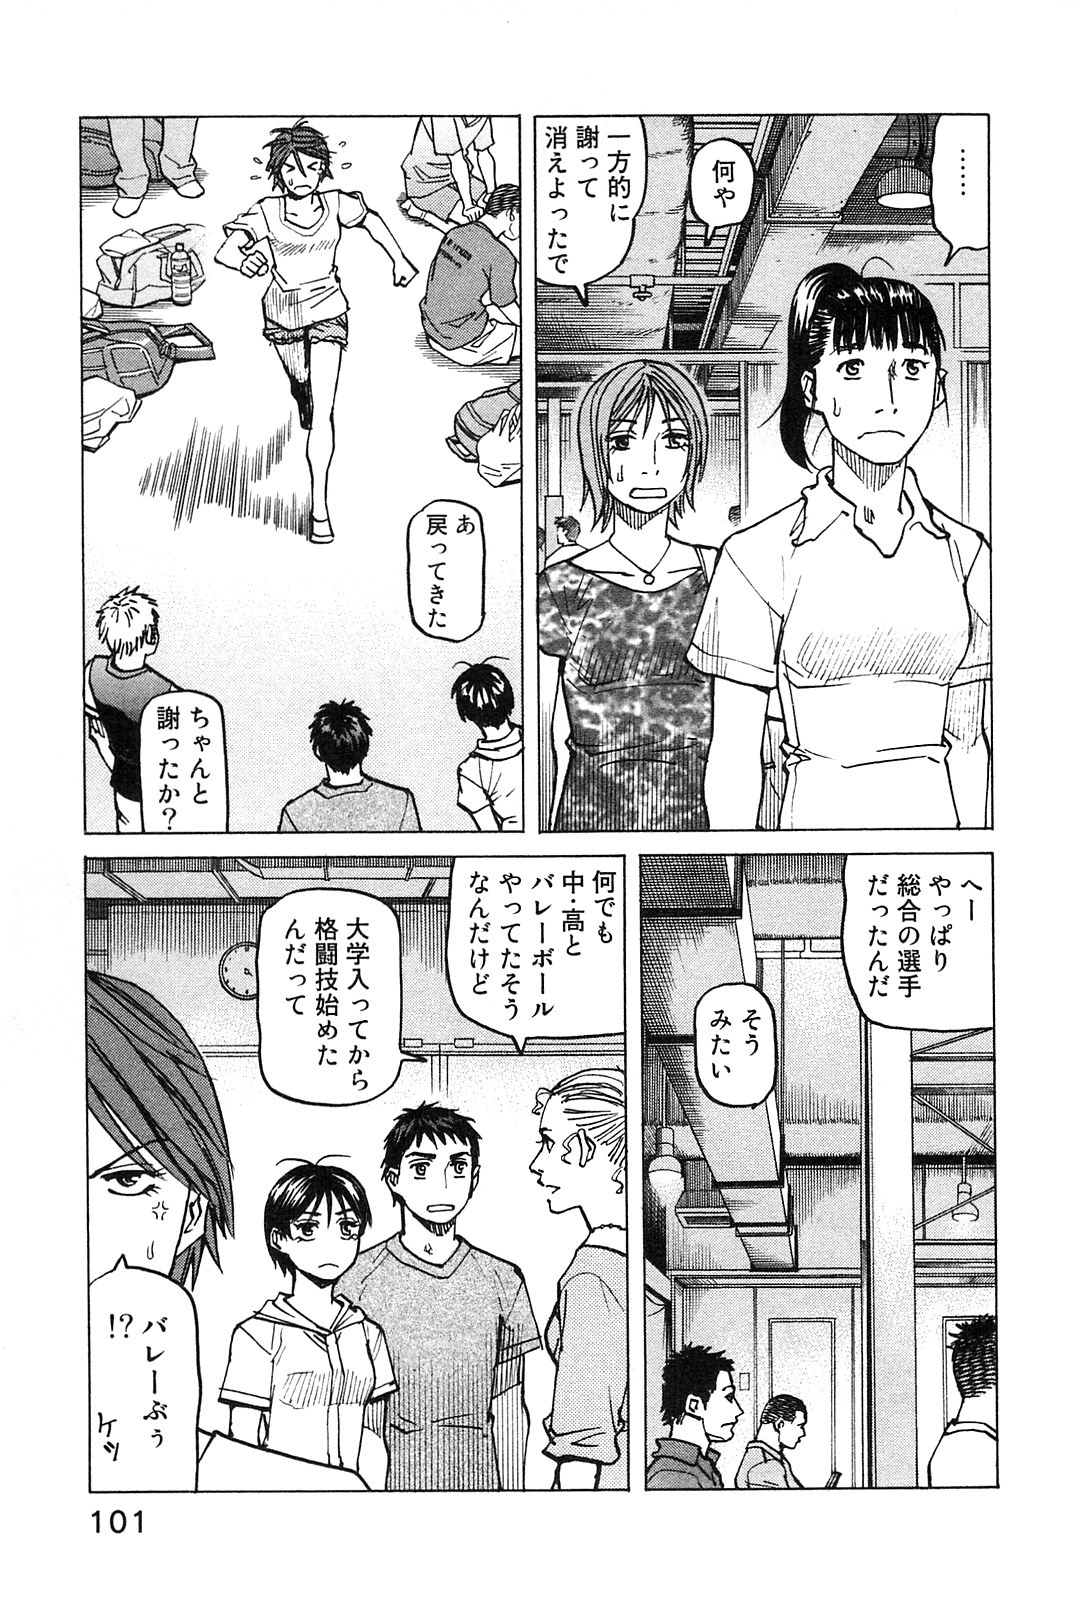 ……
何や
一方的に
謝って
消えよったで
あ
戻ってきた
ちゃんと
謝ったか?
へー
やっぱり
総合の選手
だったんだ
そう
みたい
何でも
中・高と
バレーボール
やってたそう
なんだけど
大学入ってから
格闘技始めた
んだって
バレーぶぅ
!?
ケッ
101